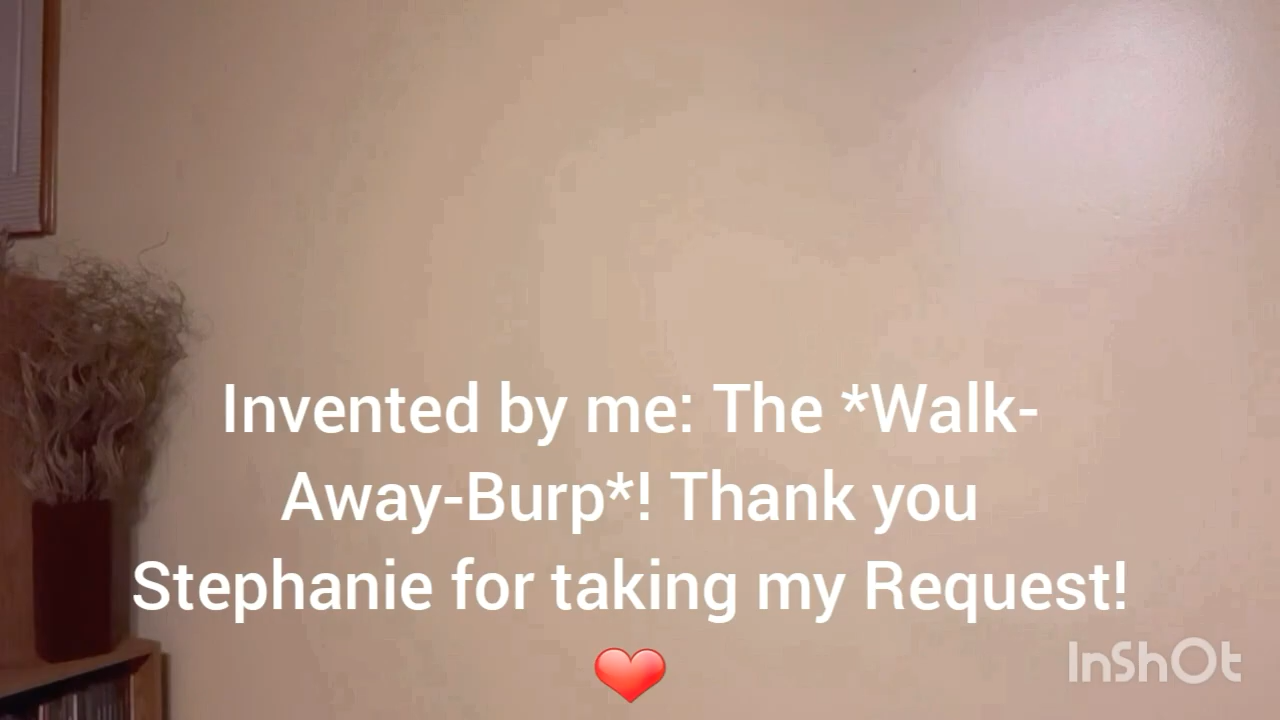 Invented by me: The *Walk-
Away-Burp*! Thank you
Stephanie for taking my Request!
❤️
InShOt